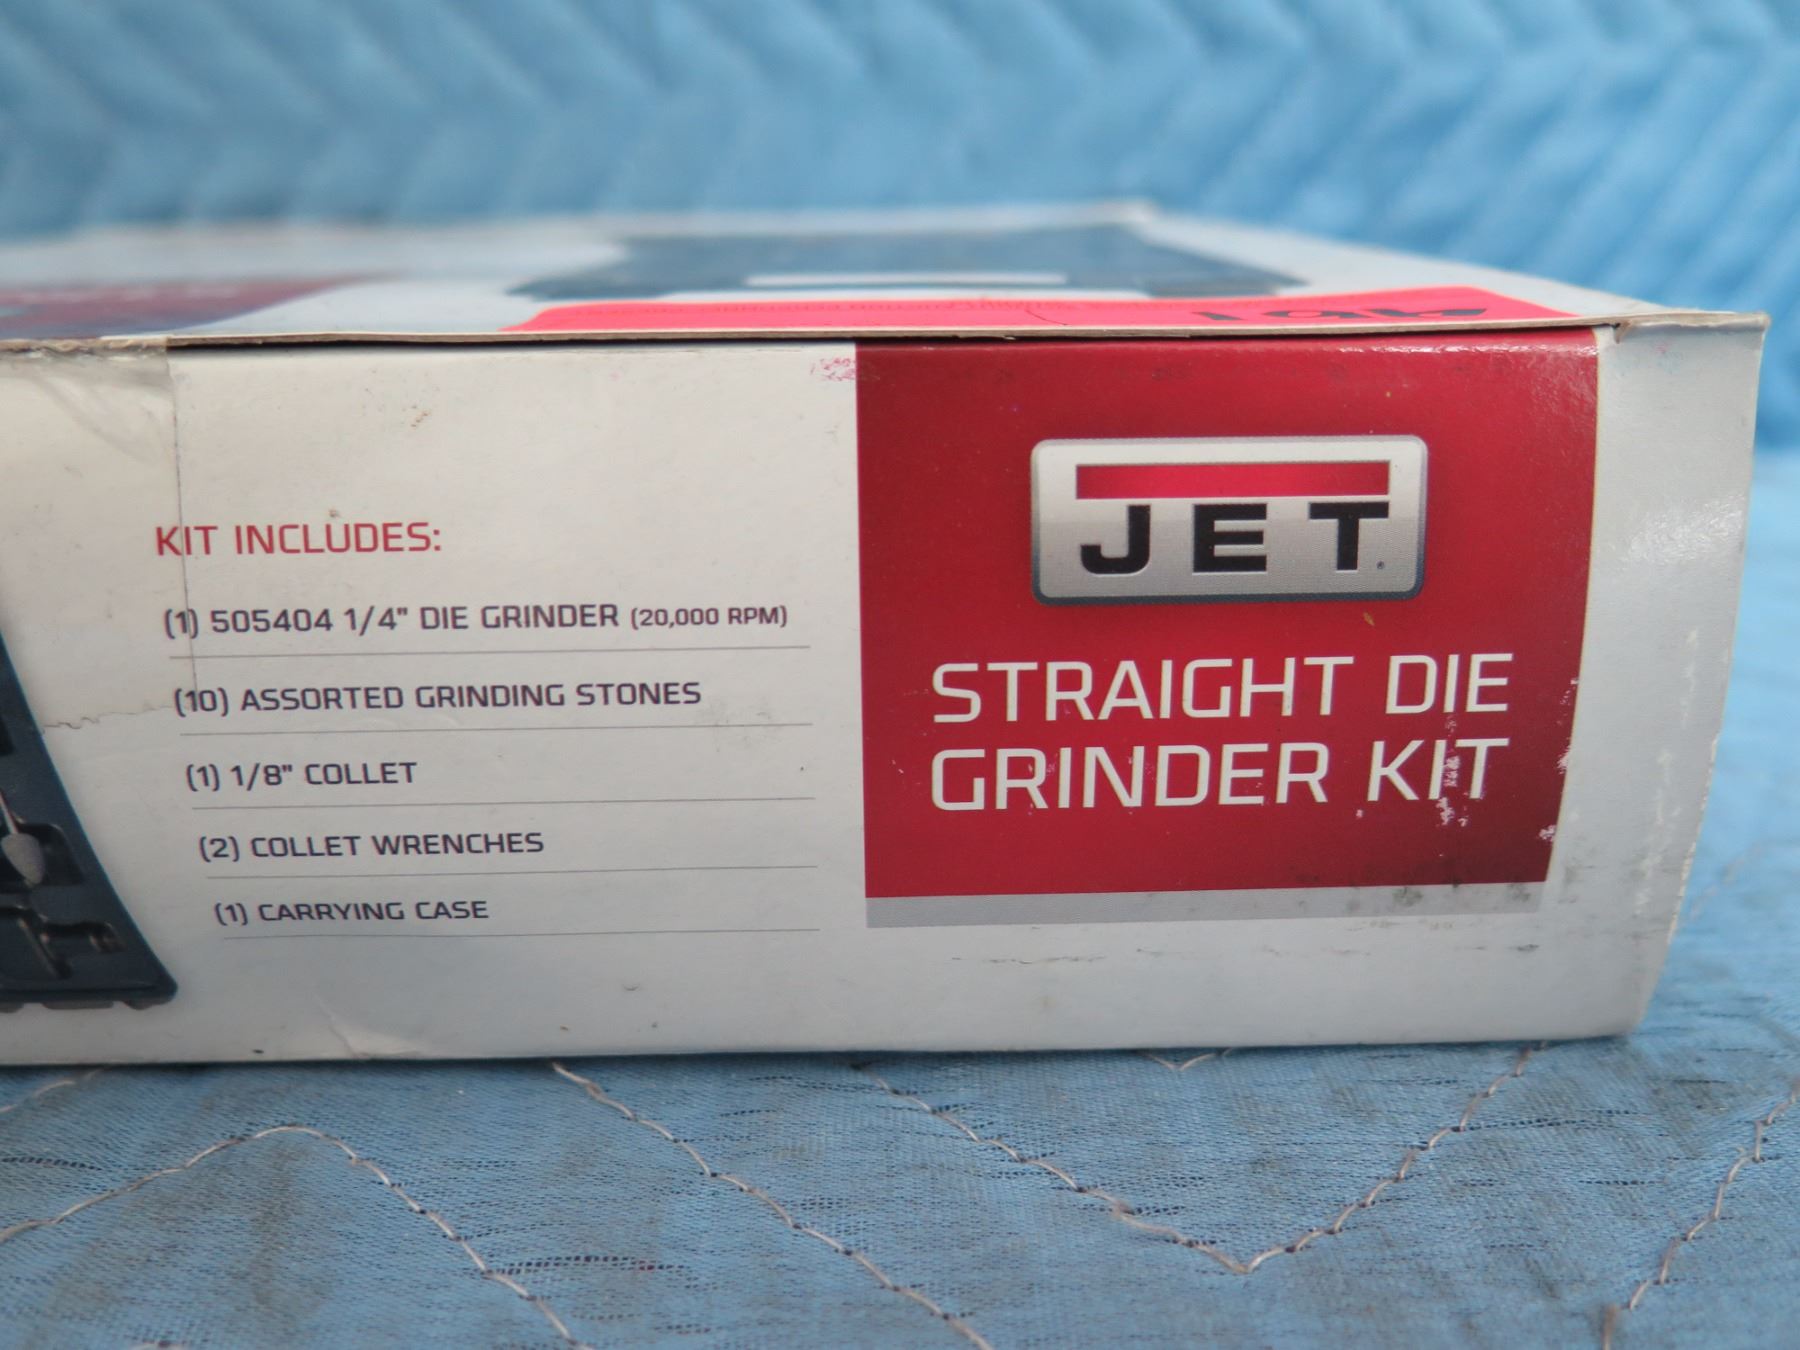 KIT INCLUDES:
(1) 505404 1/4" DIE GRINDER (20,000 RPM)
(10) ASSORTED GRINDING STONES
(1) 1/8" COLLET
(2) COLLET WRENCHES
(1) CARRYING CASE
JET
STRAIGHT DIE
GRINDER KIT